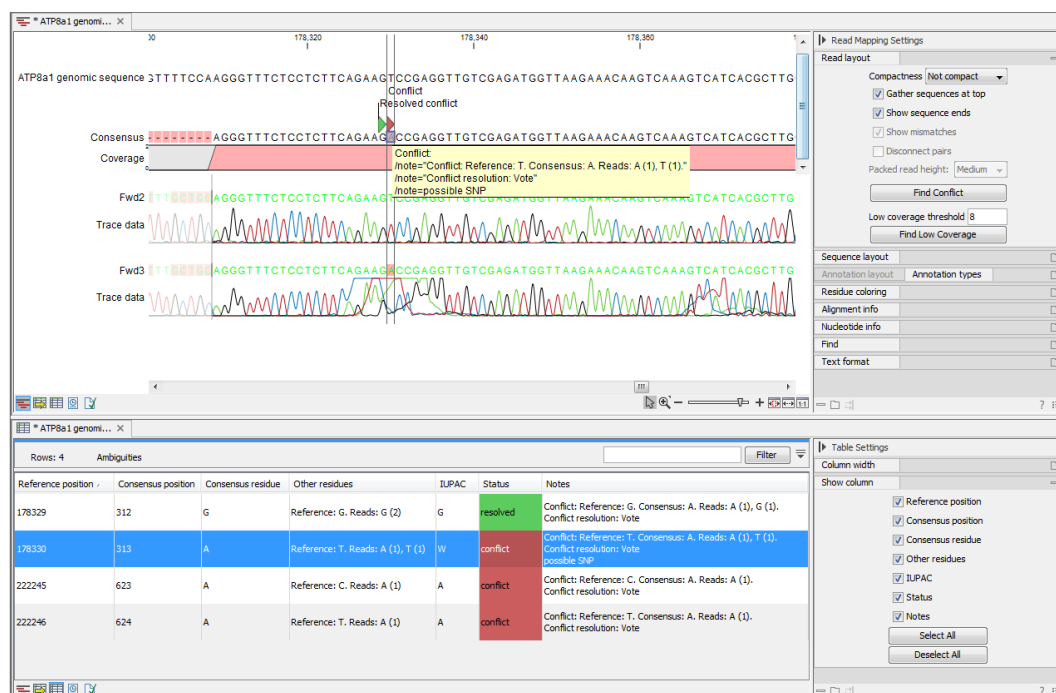 * ATP8a1 genomi...
178,320
178,340
178,360
ATP8a1 genomic sequence
GTTTTCCAAGGGTTTCTCCTCTTCAGAAGTCCGAGGTTGTCGAGATGGTTAAGAAACAAGTCAAAGTCATCACGCTTG
Conflict
Resolved conflict
Consensus
--------AGGGTTTCTCCTCTTCAGAAGACCGAGGTTGTCGAGATGGTTAAGAAACAAGTCAAAGTCATCACGCTTG
Coverage
Conflict:
/note="Conflict: Reference: T. Consensus: A. Reads: A (1), T (1)."
/note="Conflict resolution: Vote"
/note=possible SNP
Fwd2
Trace data
Fwd3
AGGGTTTCTCCTCTTCAGAAGACCGAGGTTGTCGAGATGGTTAAGAAACAAGTCAAAGTCATCACGCTTG
Trace data
Read Mapping Settings
Read layout
Compactness Not compact
Gather sequences at top
Show sequence ends
Show mismatches
Disconnect pairs
Packed read height: Medium
Find Conflict
Low coverage threshold 8
Find Low Coverage
Sequence layout
Annotation layout Annotation types
Residue coloring
Alignment info
Nucleotide info
Find
Text format
* ATP8a1 genomi...
Rows: 4 Ambiguities Filter
Reference position Consensus position Consensus residue Other residues IUPAC Status Notes
178329 312 G Reference: G. Reads: G (2) G resolved Conflict: Reference: G. Consensus: A. Reads: A (1), G (1).
Conflict resolution: Vote
178330 313 A Reference: T. Reads: A (1), T (1) W conflict Conflict: Reference: T. Consensus: A. Reads: A (1), T (1).
Conflict resolution: Vote
possible SNP
222245 623 A Reference: C. Reads: A (1) A conflict Conflict: Reference: C. Consensus: A. Reads: A (1).
Conflict resolution: Vote
222246 624 A Reference: T. Reads: A (1) A conflict Conflict: Reference: T. Consensus: A. Reads: A (1).
Conflict resolution: Vote
Table Settings
Column width
Show column
Reference position
Consensus position
Consensus residue
Other residues
IUPAC
Status
Notes
Select All
Deselect All